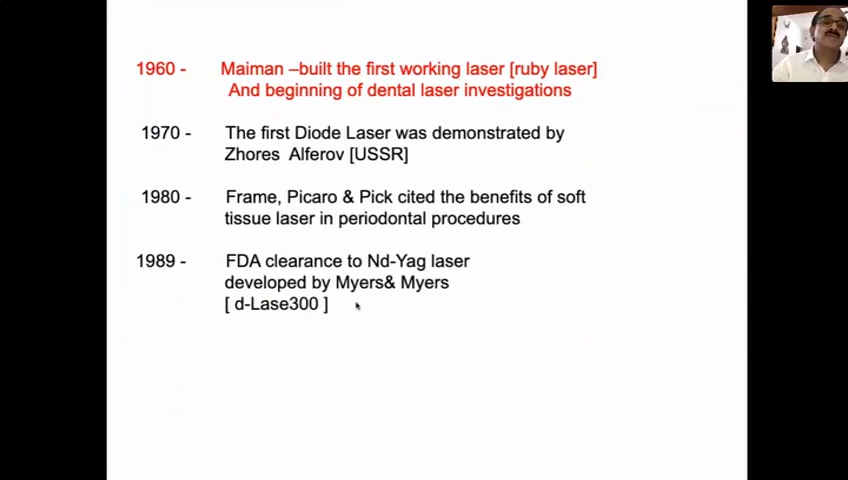 1960 - Maiman –built the first working laser [ruby laser]
And beginning of dental laser investigations
1970 - The first Diode Laser was demonstrated by
Zhores Alferov [USSR]
1980 - Frame, Picaro & Pick cited the benefits of soft
tissue laser in periodontal procedures
1989 - FDA clearance to Nd-Yag laser
developed by Myers& Myers
[ d-Lase300 ]